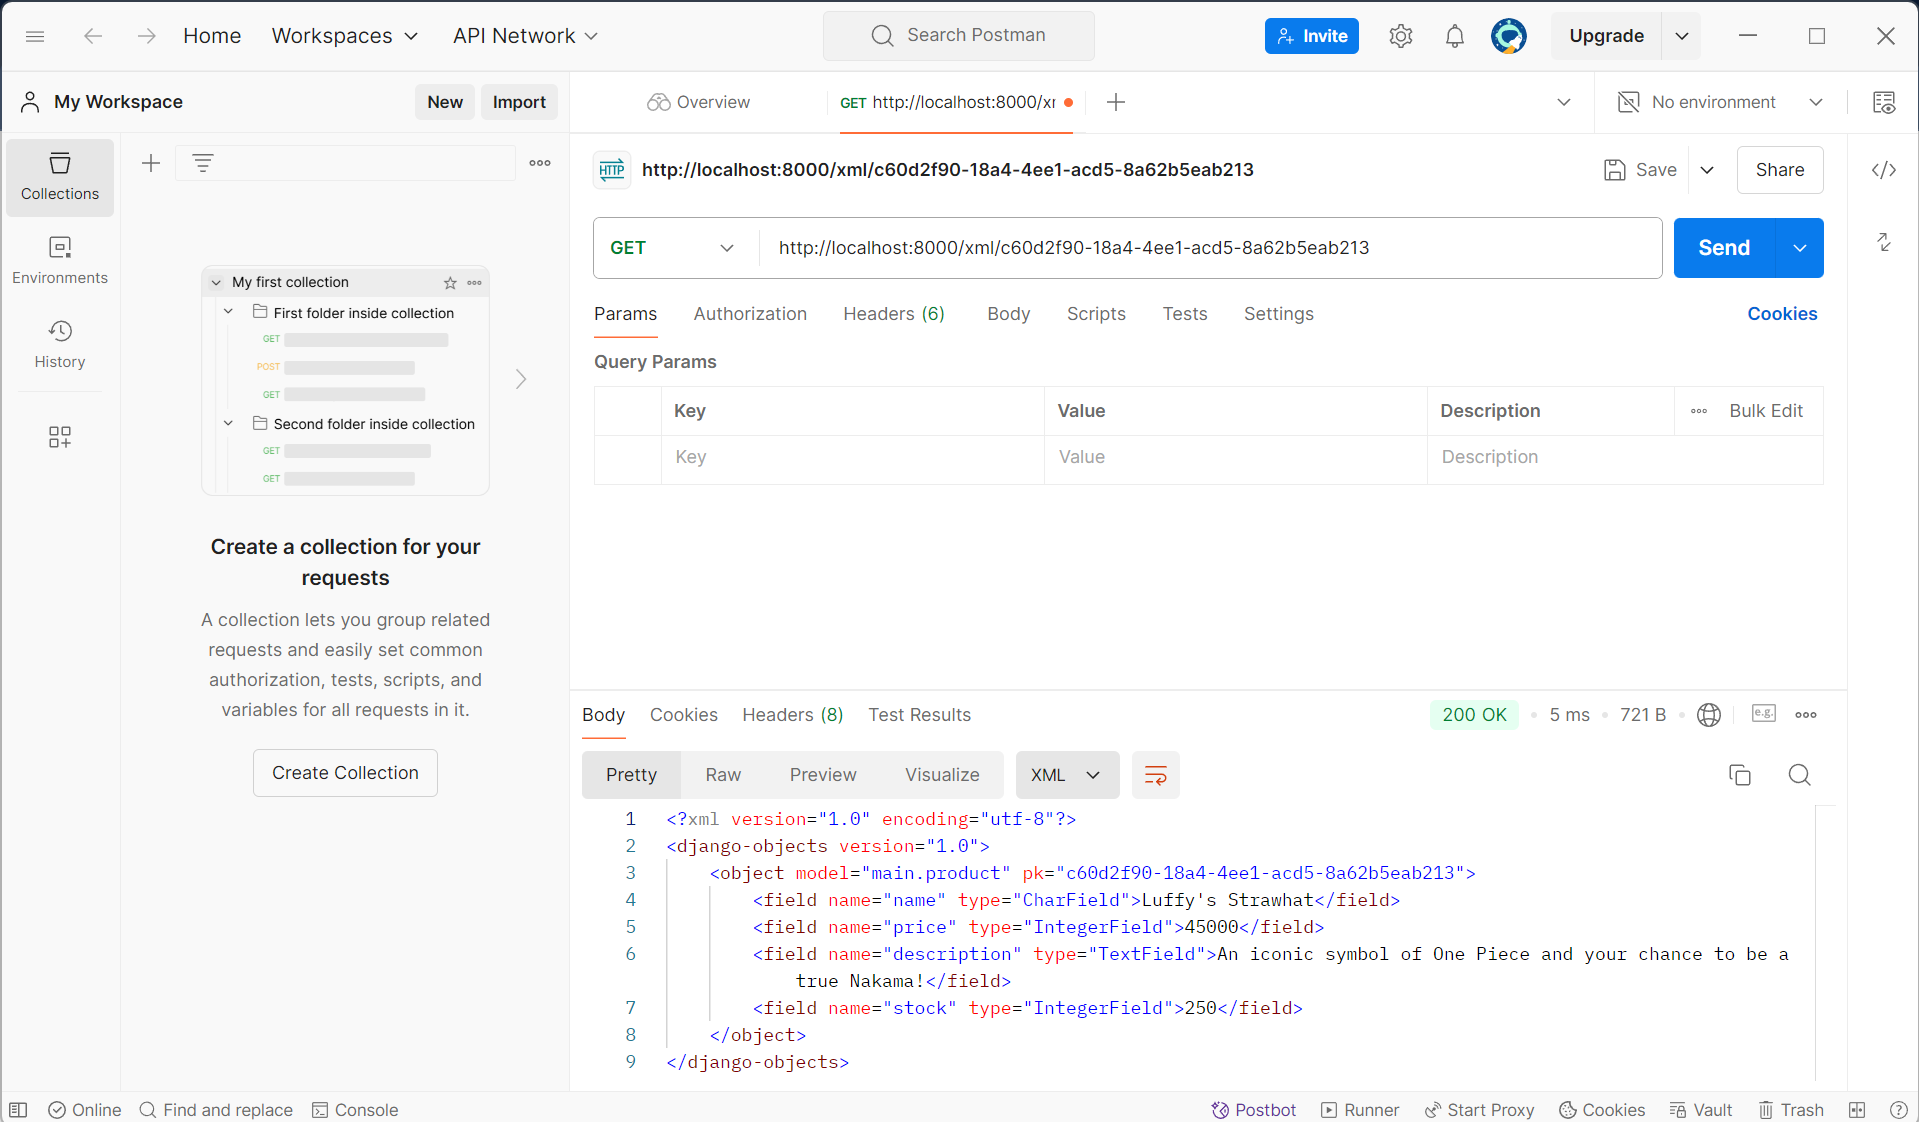 Home Workspaces API Network Search Postman Invite Upgrade
My Workspace New Import Overview GET http://localhost:8000/xr No environment
Collections
Environments
History
My first collection
First folder inside collection
GET
POST
GET
Second folder inside collection
GET
GET
Create a collection for your
requests
A collection lets you group related
requests and easily set common
authorization, tests, scripts, and
variables for all requests in it.
Create Collection
HTTP http://localhost:8000/xml/c60d2f90-18a4-4ee1-acd5-8a62b5eab213 Save Share
GET http://localhost:8000/xml/c60d2f90-18a4-4ee1-acd5-8a62b5eab213 Send
Params Authorization Headers (6) Body Scripts Tests Settings Cookies
Query Params
Key Value Description Bulk Edit
Key Value Description
Body Cookies Headers (8) Test Results 200 OK 5 ms 721 B e.g.
Pretty Raw Preview Visualize XML
1 <?xml version="1.0" encoding="utf-8"?>
2 <django-objects version="1.0">
3 <object model="main.product" pk="c60d2f90-18a4-4ee1-acd5-8a62b5eab213">
4 <field name="name" type="CharField">Luffy's Strawhat</field>
5 <field name="price" type="IntegerField">45000</field>
6 <field name="description" type="TextField">An iconic symbol of One Piece and your chance to be a
true Nakama!</field>
7 <field name="stock" type="IntegerField">250</field>
8 </object>
9 </django-objects>
Online Find and replace Console Postbot Runner Start Proxy Cookies Vault Trash